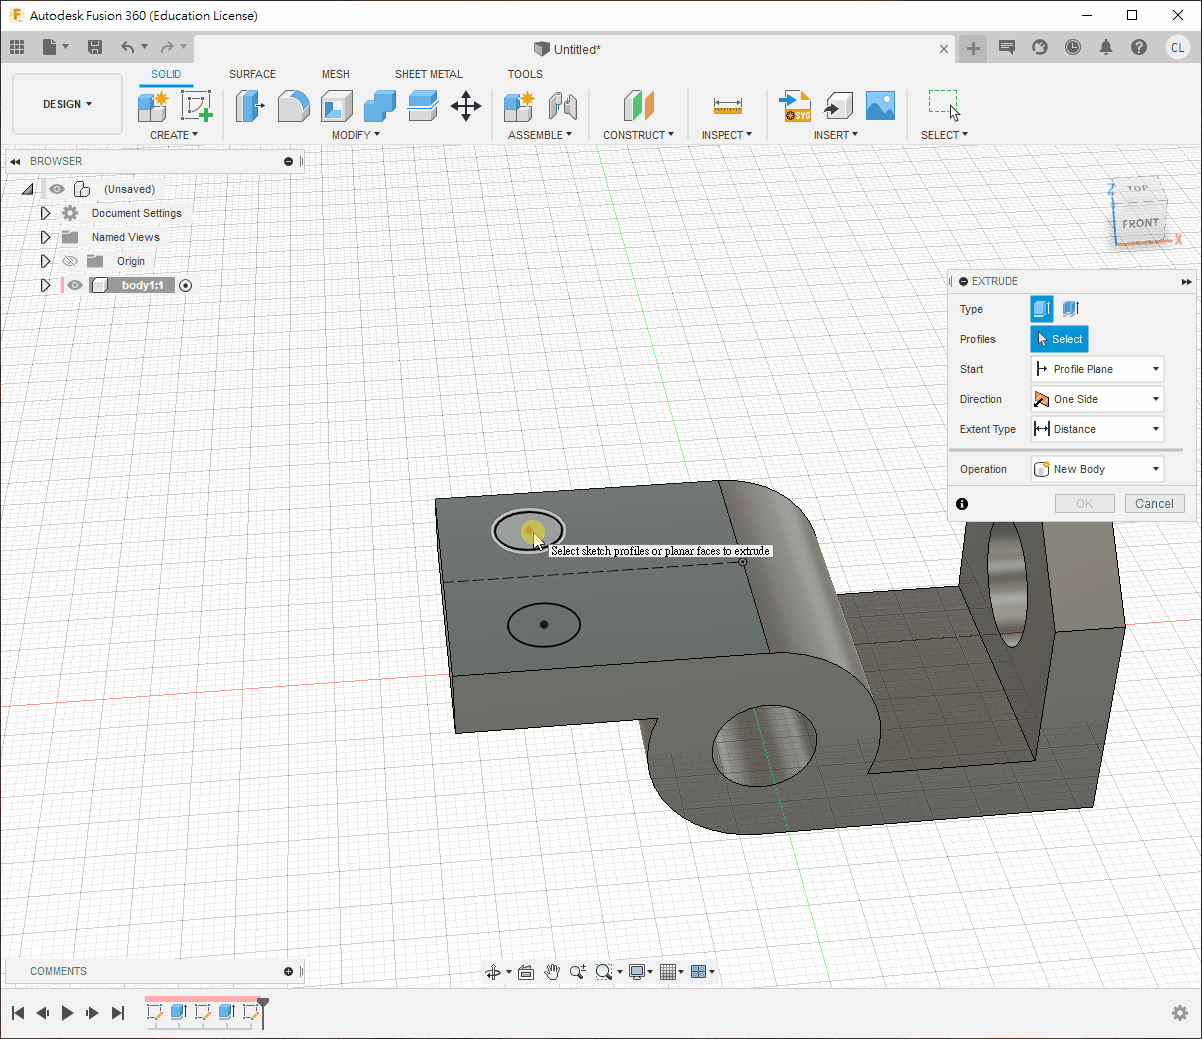 Autodesk Fusion 360 (Education License)
Untitled*
CL
DESIGN
SOLID
SURFACE
MESH
SHEET METAL
TOOLS
CREATE
MODIFY
ASSEMBLE
CONSTRUCT
INSPECT
INSERT
SELECT
SVG
BROWSER
(Unsaved)
Document Settings
Named Views
Origin
body1:1
Z
TOP
FRONT
X
EXTRUDE
Type
Profiles Select
Start Profile Plane
Direction One Side
Extent Type Distance
Operation New Body
OK Cancel
Select sketch profiles or planar faces to extrude
COMMENTS